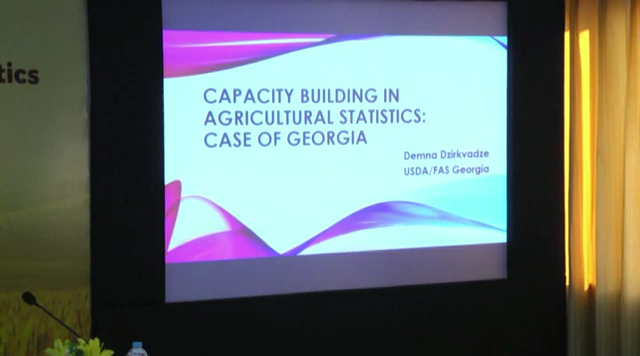 tics
CAPACITY BUILDING IN
AGRICULTURAL STATISTICS:
CASE OF GEORGIA
Demna Dzirkvadze
USDA/FAS Georgia